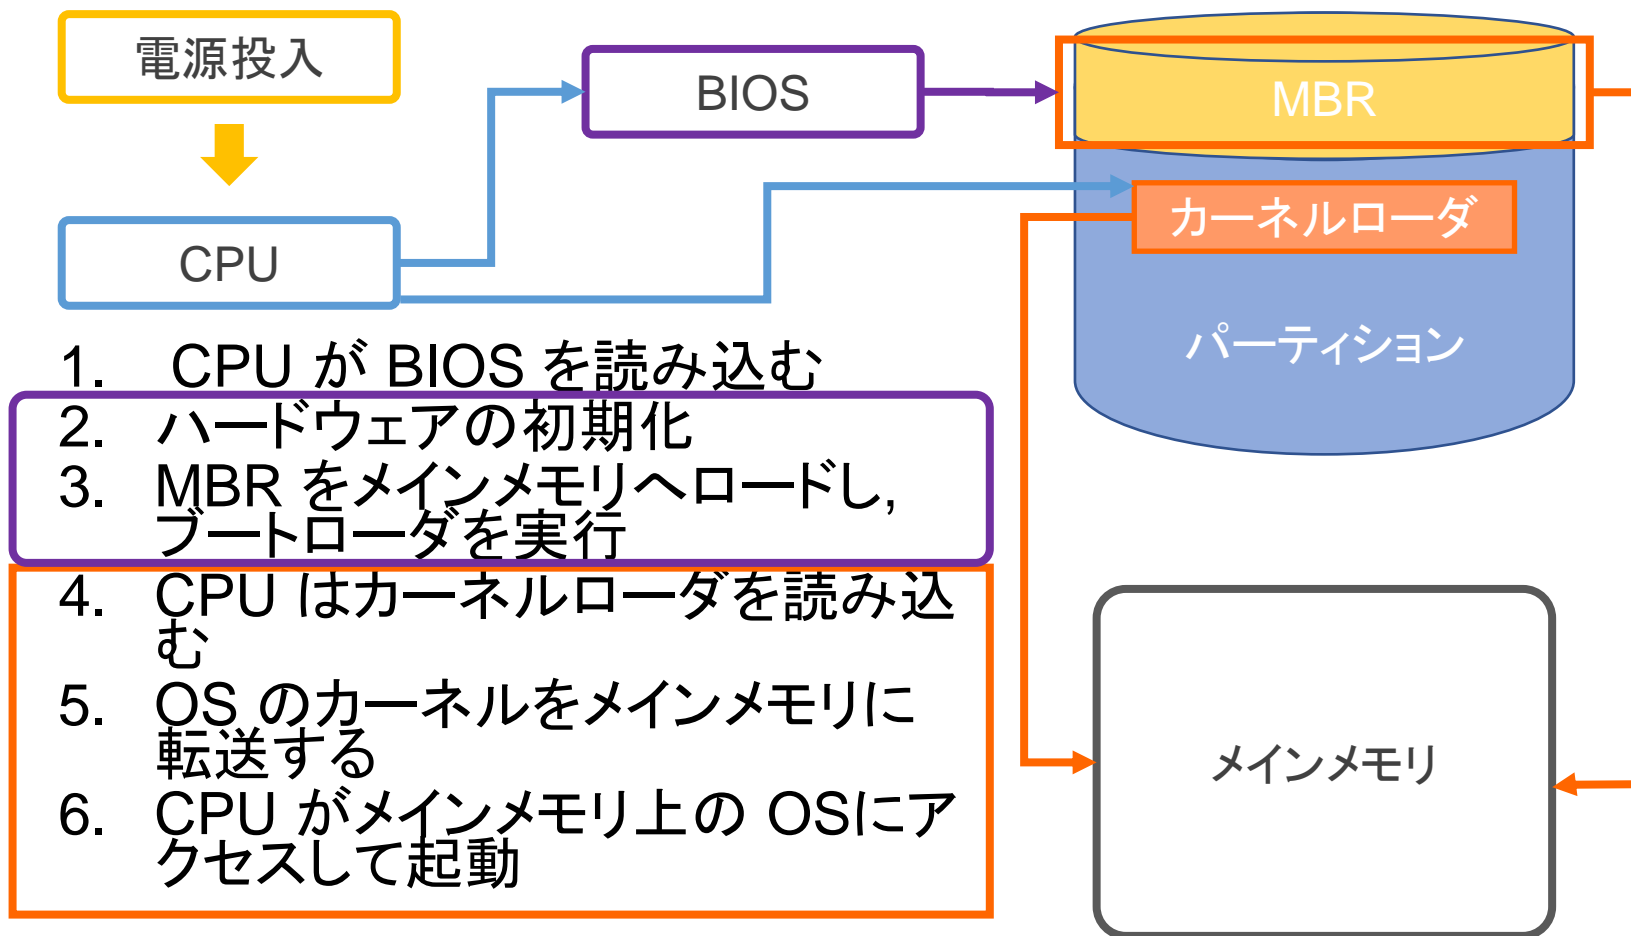 電源投入
BIOS
MBR
カーネルローダ
CPU
パーティション
1. CPU が BIOS を読み込む
2. ハードウェアの初期化
3. MBR をメインメモリへロードし,
ブートローダを実行
4. CPU はカーネルローダを読み込
む
5. OS のカーネルをメインメモリに
転送する
6. CPU がメインメモリ上の OSにア
クセスして起動
メインメモリ